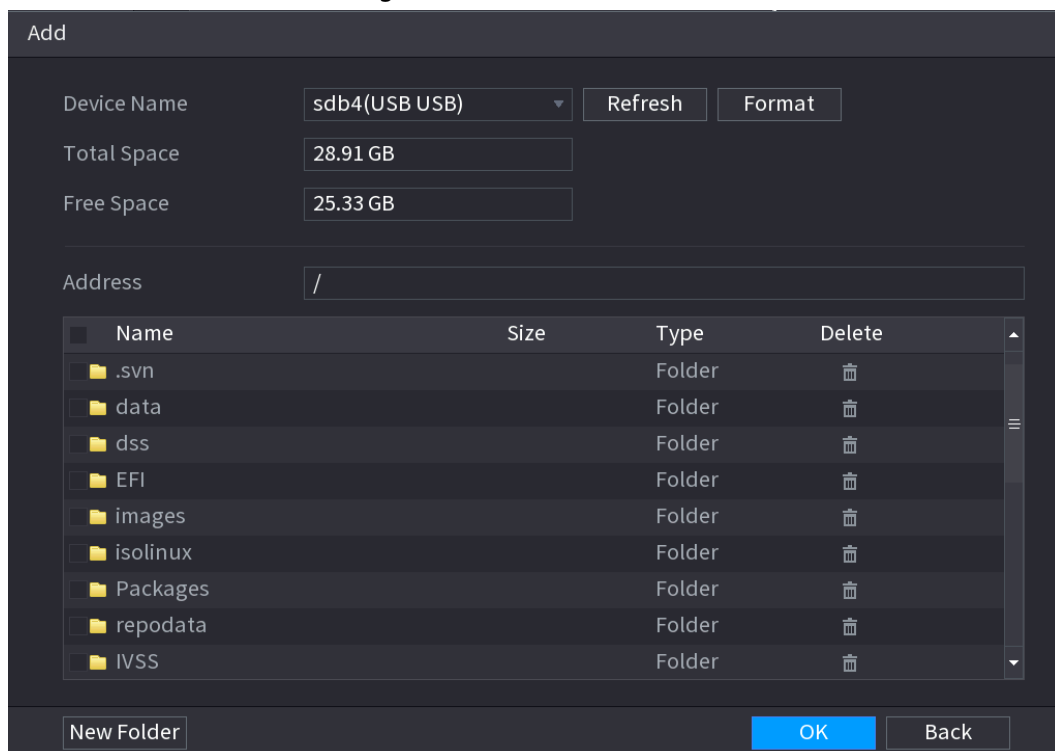 Add
Device Name sdb4(USB USB) Refresh Format
Total Space 28.91 GB
Free Space 25.33 GB
Address /
Name Size Type Delete
.svn Folder
data Folder
dss Folder
EFI Folder
images Folder
isolinux Folder
Packages Folder
repodata Folder
IVSS Folder
New Folder OK Back